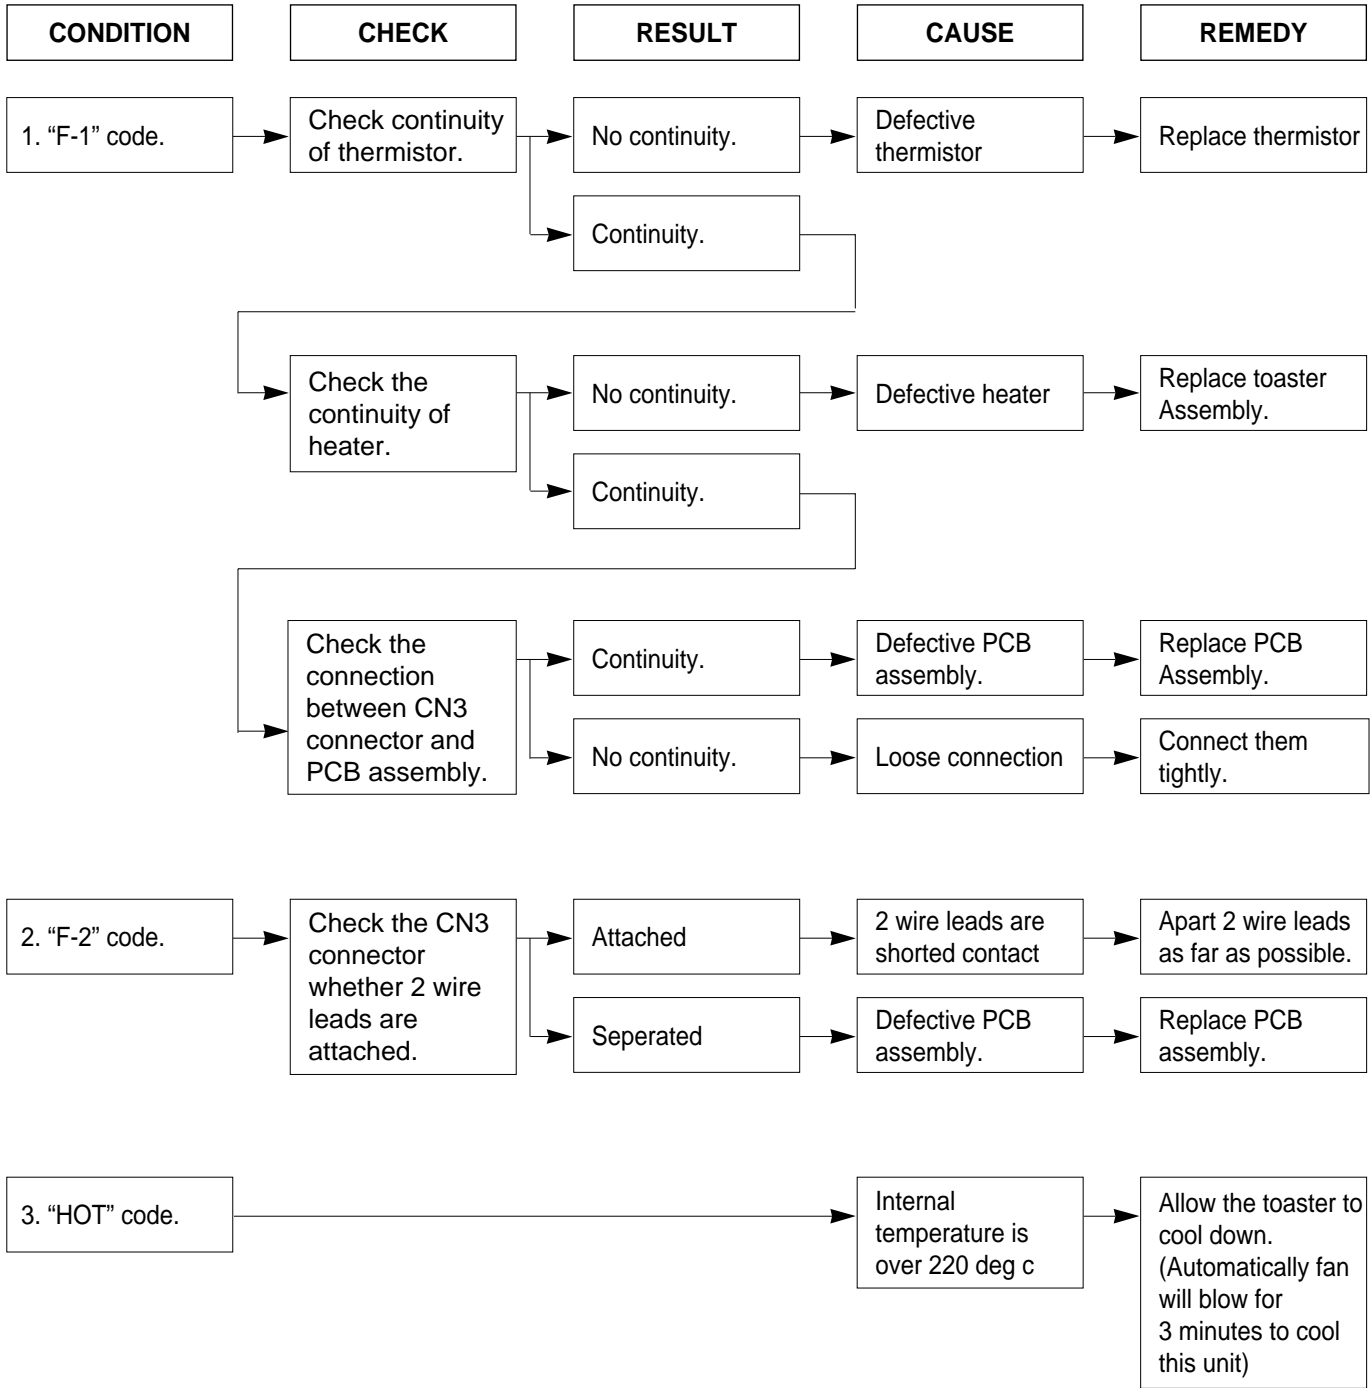 CONDITION
CHECK
RESULT
CAUSE
REMEDY
1. “F-1” code.
Check continuity
of thermistor.
No continuity.
Defective
thermistor
Replace thermistor
Continuity.
Check the
continuity of
heater.
No continuity.
Defective heater
Replace toaster
Assembly.
Continuity.
Check the
connection
between CN3
connector and
PCB assembly.
Continuity.
Defective PCB
assembly.
Replace PCB
Assembly.
No continuity.
Loose connection
Connect them
tightly.
2. “F-2” code.
Check the CN3
connector
whether 2 wire
leads are
attached.
Attached
2 wire leads are
shorted contact
Apart 2 wire leads
as far as possible.
Seperated
Defective PCB
assembly.
Replace PCB
assembly.
3. “HOT” code.
Internal
temperature is
over 220 deg c
Allow the toaster to
cool down.
(Automatically fan
will blow for
3 minutes to cool
this unit)